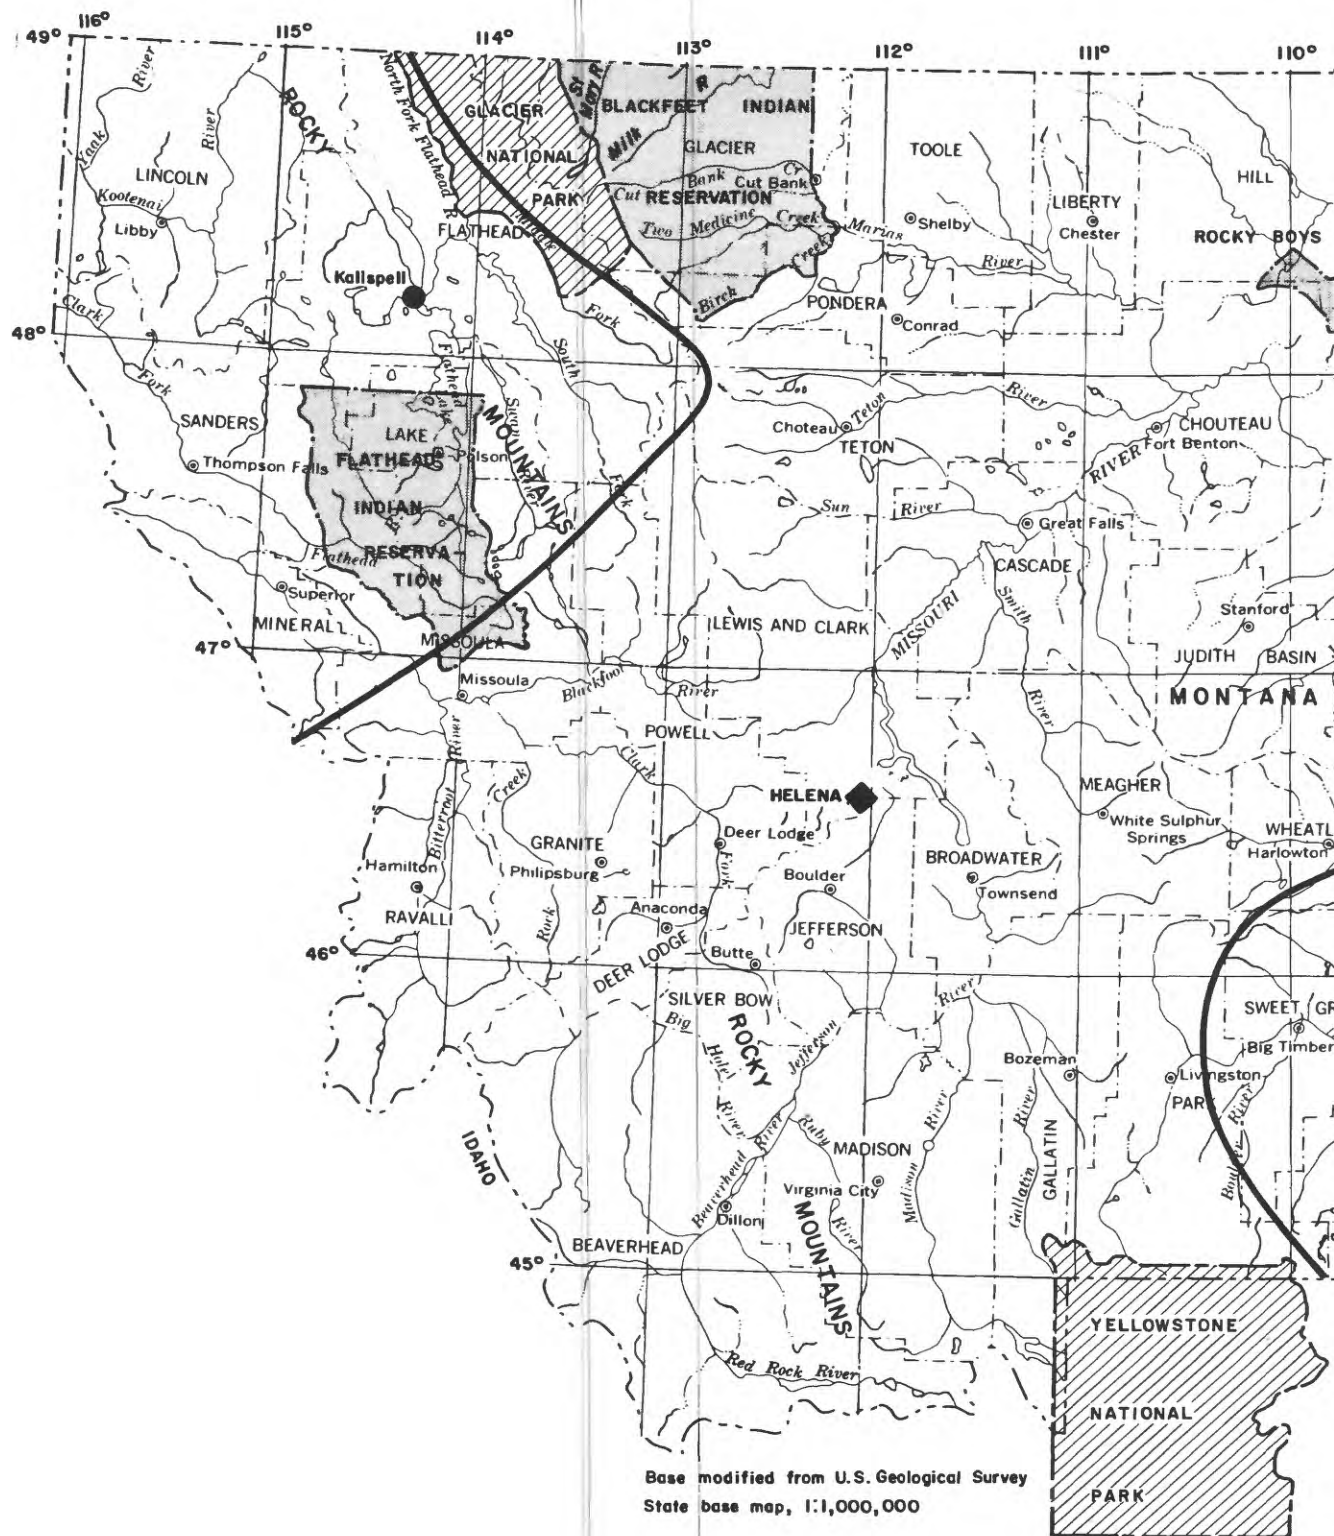 116°
115°
114°
113°
112°
111°
110°
49°
North Fork Flathead R
ROCKY
GLACIER
NATIONAL
PARK
St Mary R
BLACKFEET INDIAN
RESERVATION
GLACIER
Milk R
Cut Bank Cr
Cut Bank
Two Medicine Creek
Birch Creek
TOOLE
LIBERTY
HILL
Yaak River
River
LINCOLN
Kootenai
Libby
FLATHEAD
Middle
Fork
Marias
River
Shelby
Chester
ROCKY BOYS
Kalispell
PONDERA
Conrad
Clark
Fork
48°
South
Fork
Flathead
Lake
Swan River
MOUNTAINS
SANDERS
Thompson Falls
LAKE
Polson
FLATHEAD
INDIAN
RESERVA-
TION
Flathead
Choteau
Teton
River
TETON
CHOUTEAU
Fort Benton
RIVER
Sun River
Great Falls
CASCADE
Superior
MINERAL
MISSOULA
47°
LEWIS AND CLARK
MISSOURI
Smith
River
Stanford
JUDITH BASIN
MONTANA
Missoula
Blackfoot River
POWELL
Clark
Fork
River
Bitterroot
Creek
Rock
HELENA
MEAGHER
White Sulphur
Springs
WHEATL
Harlowton
Deer Lodge
GRANITE
Philipsburg
Hamilton
RAVALLI
Boulder
BROADWATER
Townsend
Anaconda
DEER LODGE
JEFFERSON
Butte
46°
SILVER BOW
Big
Hole
River
ROCKY
Jefferson
River
SWEET GR
Big Timber
Bozeman
Livingston
PARK
Boulder
River
IDAHO
Beaverhead River
Ruby
River
MADISON
Virginia City
Madison River
Gallatin River
GALLATIN
Dillon
MOUNTAINS
BEAVERHEAD
45°
Red Rock River
YELLOWSTONE
NATIONAL
PARK
Base modified from U.S. Geological Survey
State base map, 1:1,000,000